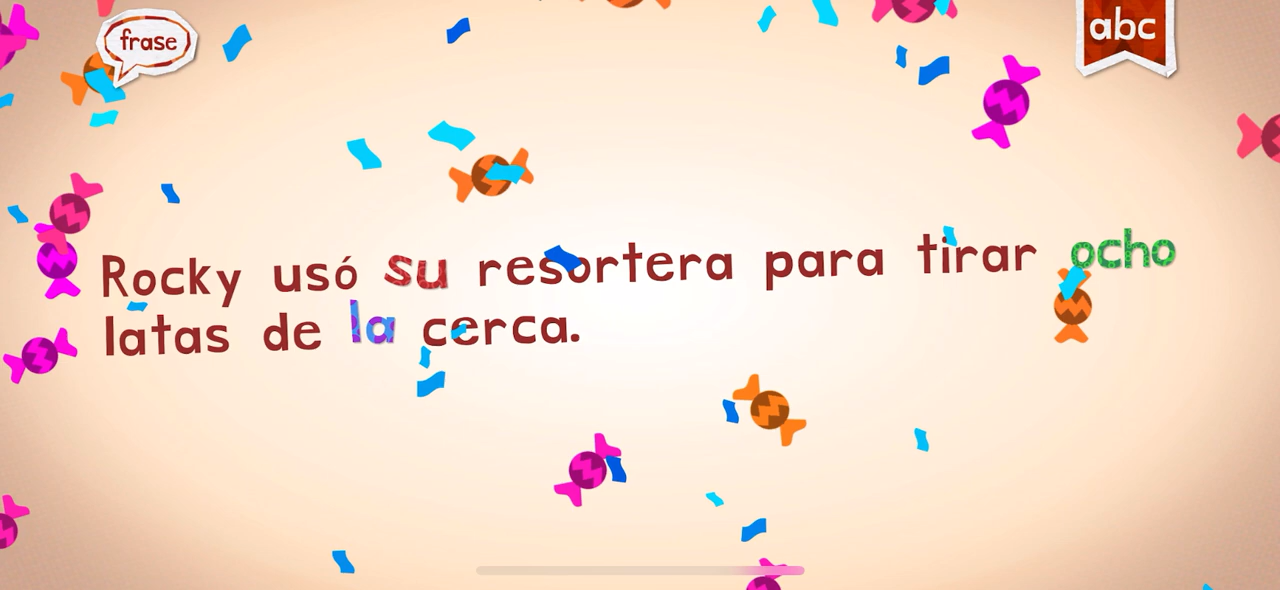 frase
abc
Rocky usó su resortera para tirar ocho
latas de la cerca.